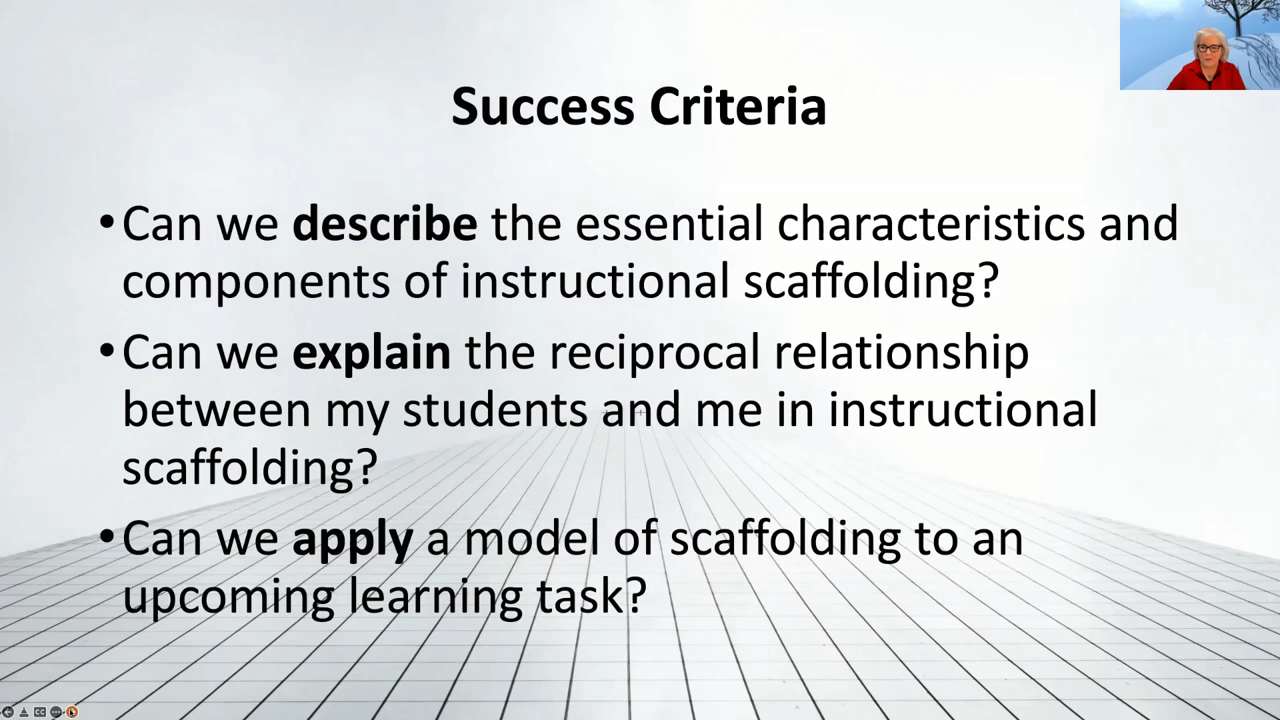 Success Criteria
•Can we describe the essential characteristics and
components of instructional scaffolding?
•Can we explain the reciprocal relationship
between my students and me in instructional
scaffolding?
•Can we apply a model of scaffolding to an
upcoming learning task?